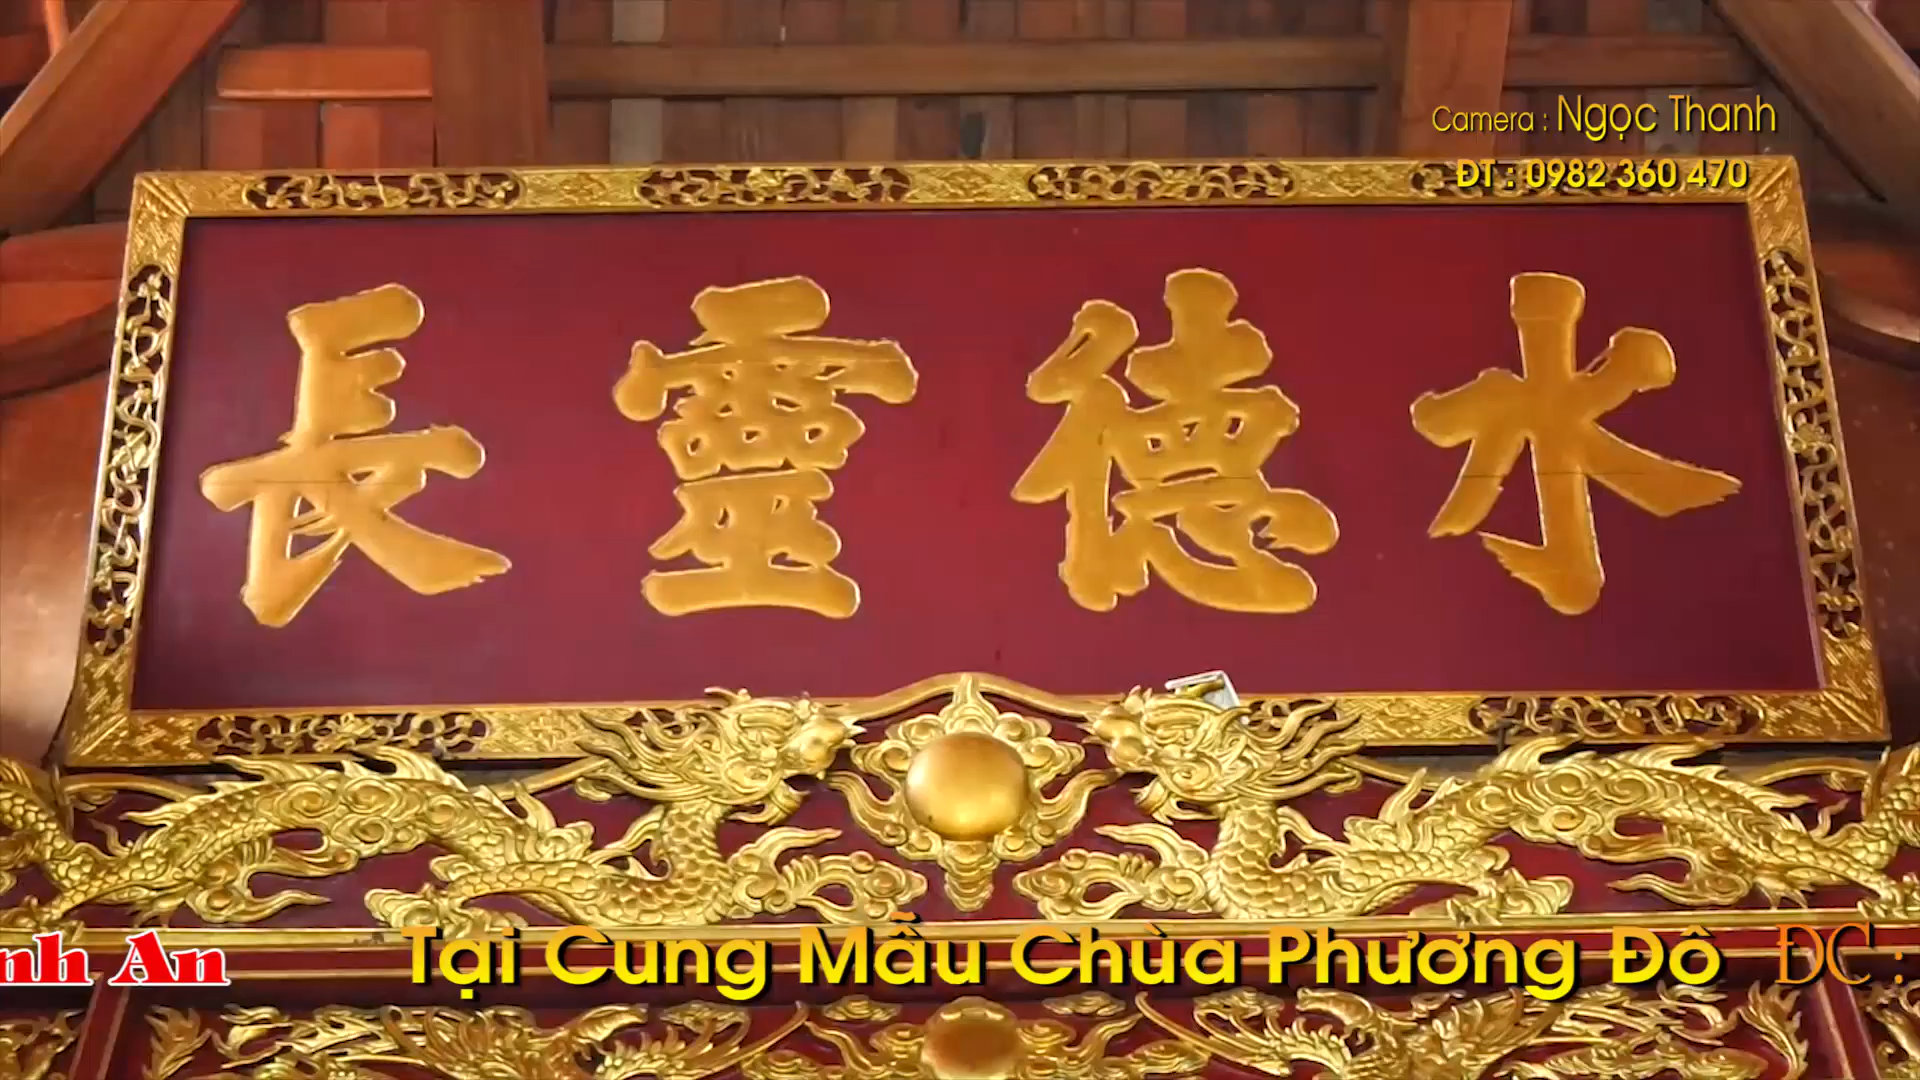 Camera : Ngọc Thanh
ĐT : 0982 360 470
水德靈長
nh An
Tại Cung Mẫu Chùa Phương Đô
ĐC :